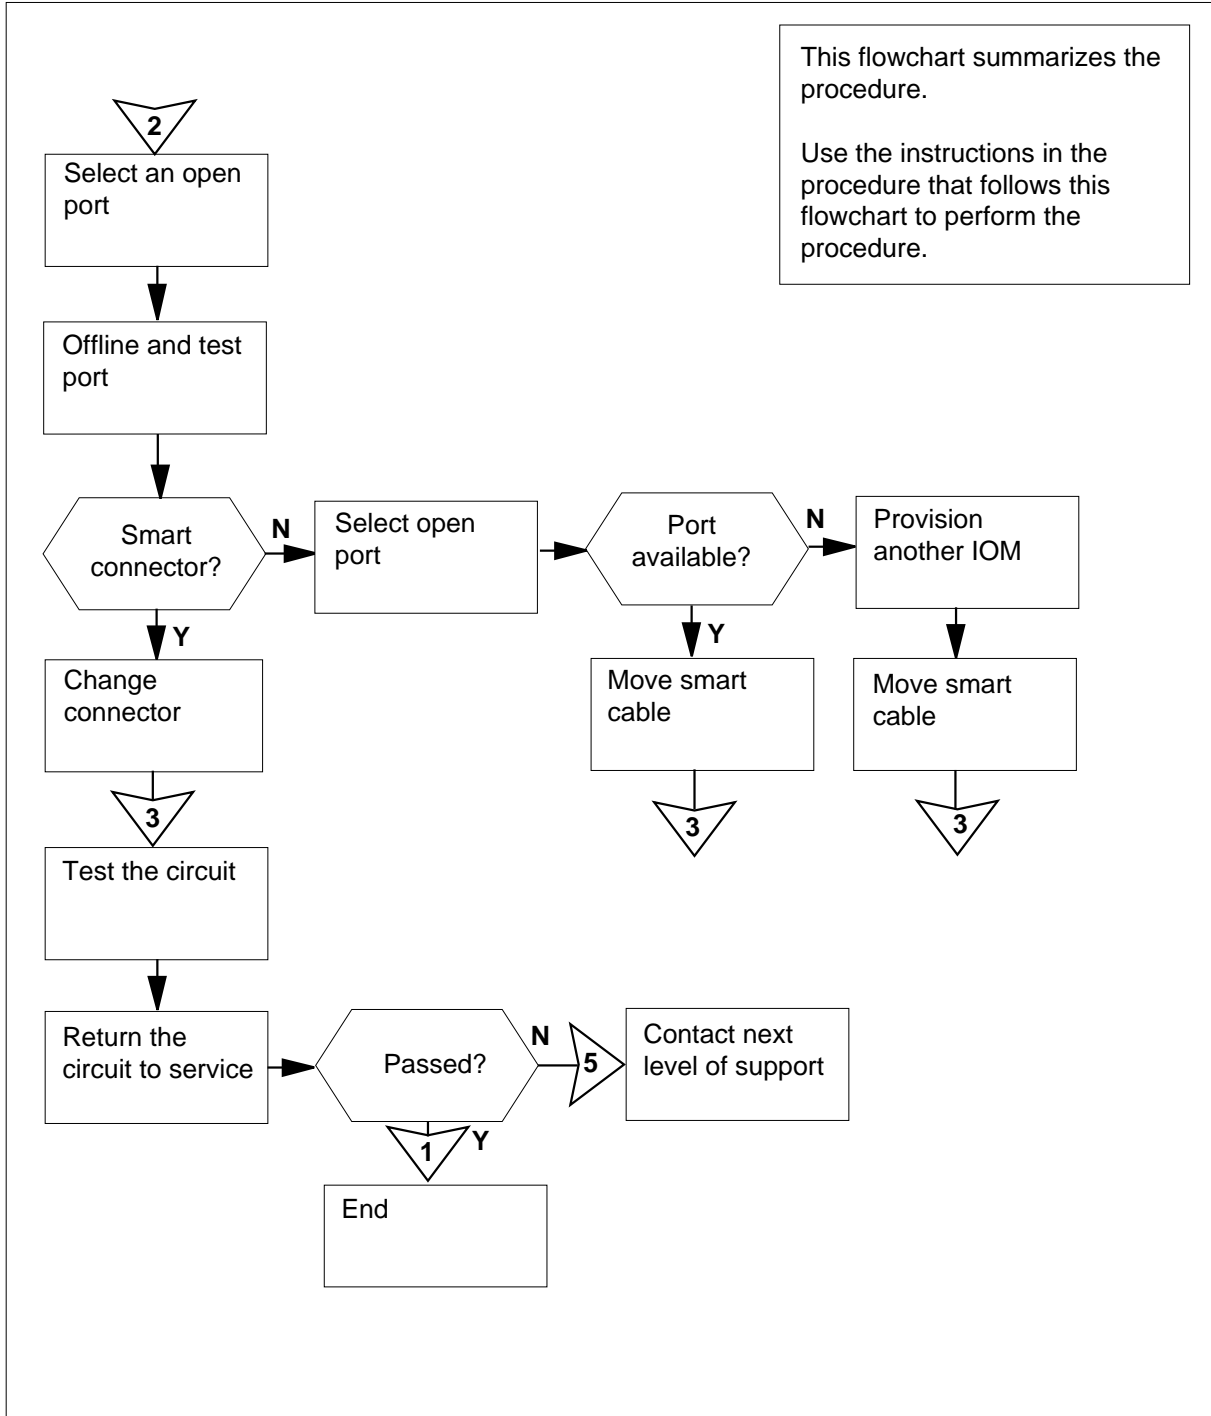 This flowchart summarizes the
procedure.
Use the instructions in the
procedure that follows this
flowchart to perform the
procedure.
2
Select an open
port
Offline and test
port
Smart
connector?
N
Select open
port
Port
available?
N
Provision
another IOM
Y
Change
connector
Y
Move smart
cable
Move smart
cable
3
3
3
Test the circuit
Return the
circuit to service
Passed?
N
5
Contact next
level of support
1
Y
End